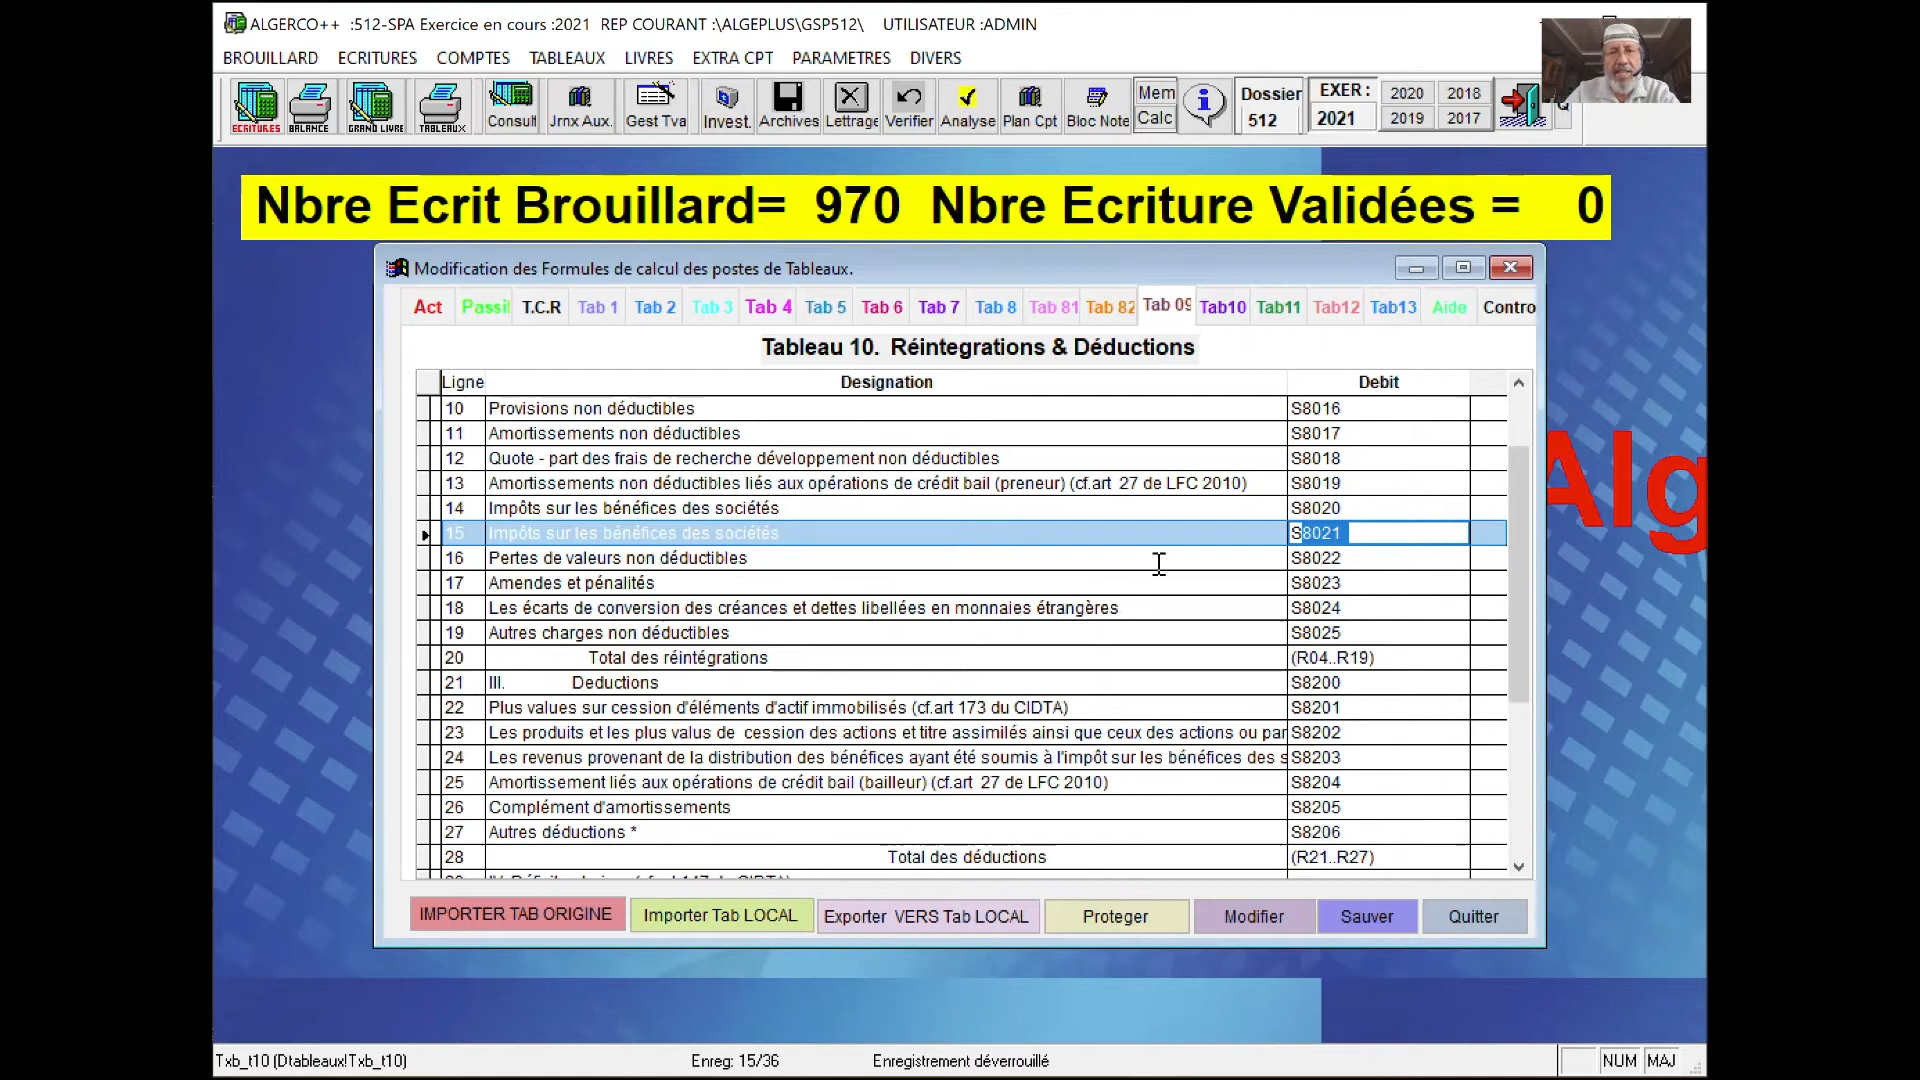 ALGERCO++ :512-SPA Exercice en cours :2021 REP COURANT :\ALGEPLUS\GSP512\ UTILISATEUR :ADMIN
BROUILLARD ECRITURES COMPTES TABLEAUX LIVRES EXTRA CPT PARAMETRES DIVERS
ECRITURES BALANCE GRAND LIVRE TABLEAUX Consult Jrnx Aux. Gest Tva Invest. Archives Lettrage Verifier Analyse Plan Cpt Bloc Note Mem Calc Dossier 512 EXER : 2021 2020 2018 2019 2017 Q
Nbre Ecrit Brouillard= 970 Nbre Ecriture Validées = 0
Modification des Formules de calcul des postes de Tableaux.
Act Passif T.C.R Tab 1 Tab 2 Tab 3 Tab 4 Tab 5 Tab 6 Tab 7 Tab 8 Tab 81 Tab 82 Tab 09 Tab10 Tab11 Tab12 Tab13 Aide Contro
Tableau 10. Réintegrations & Déductions
Ligne Designation Debit
10 Provisions non déductibles S8016
11 Amortissements non déductibles S8017
12 Quote - part des frais de recherche développement non déductibles S8018
13 Amortissements non déductibles liés aux opérations de crédit bail (preneur) (cf.art 27 de LFC 2010) S8019
14 Impôts sur les bénéfices des sociétés S8020
15 Impôts sur les bénéfices des sociétés S8021
16 Pertes de valeurs non déductibles S8022
17 Amendes et pénalités S8023
18 Les écarts de conversion des créances et dettes libellées en monnaies étrangères S8024
19 Autres charges non déductibles S8025
20 Total des réintégrations (R04..R19)
21 III. Deductions S8200
22 Plus values sur cession d'éléments d'actif immobilisés (cf.art 173 du CIDTA) S8201
23 Les produits et les plus valus de cession des actions et titre assimilés ainsi que ceux des actions ou par S8202
24 Les revenus provenant de la distribution des bénéfices ayant été soumis à l'impôt sur les bénéfices des s S8203
25 Amortissement liés aux opérations de crédit bail (bailleur) (cf.art 27 de LFC 2010) S8204
26 Complément d'amortissements S8205
27 Autres déductions * S8206
28 Total des déductions (R21..R27)
IMPORTER TAB ORIGINE Importer Tab LOCAL Exporter VERS Tab LOCAL Proteger Modifier Sauver Quitter
Alg
Txb_t10 (Dtableaux!Txb_t10) Enreg: 15/36 Enregistrement déverrouillé NUM MAJ